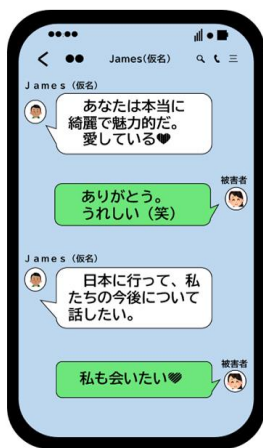 James(仮名)
James (仮名)
あなたは本当に
綺麗で魅力的だ。
愛している♥
被害者
ありがとう。
うれしい（笑）
James (仮名)
日本に行って、私
たちの今後について
話したい。
被害者
私も会いたい♥